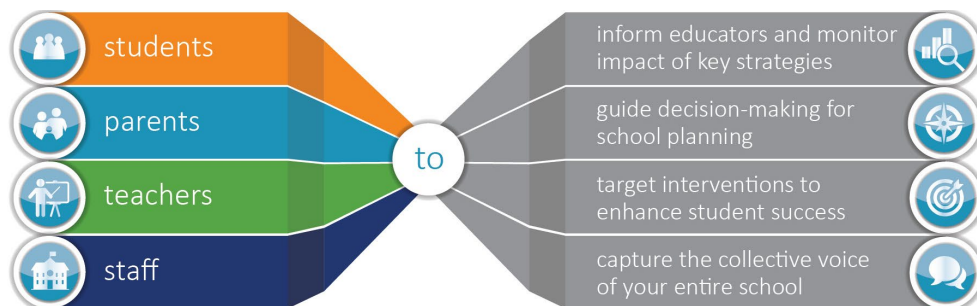 students
parents
teachers
staff
to
inform educators and monitor
impact of key strategies
guide decision-making for
school planning
target interventions to
enhance student success
capture the collective voice
of your entire school